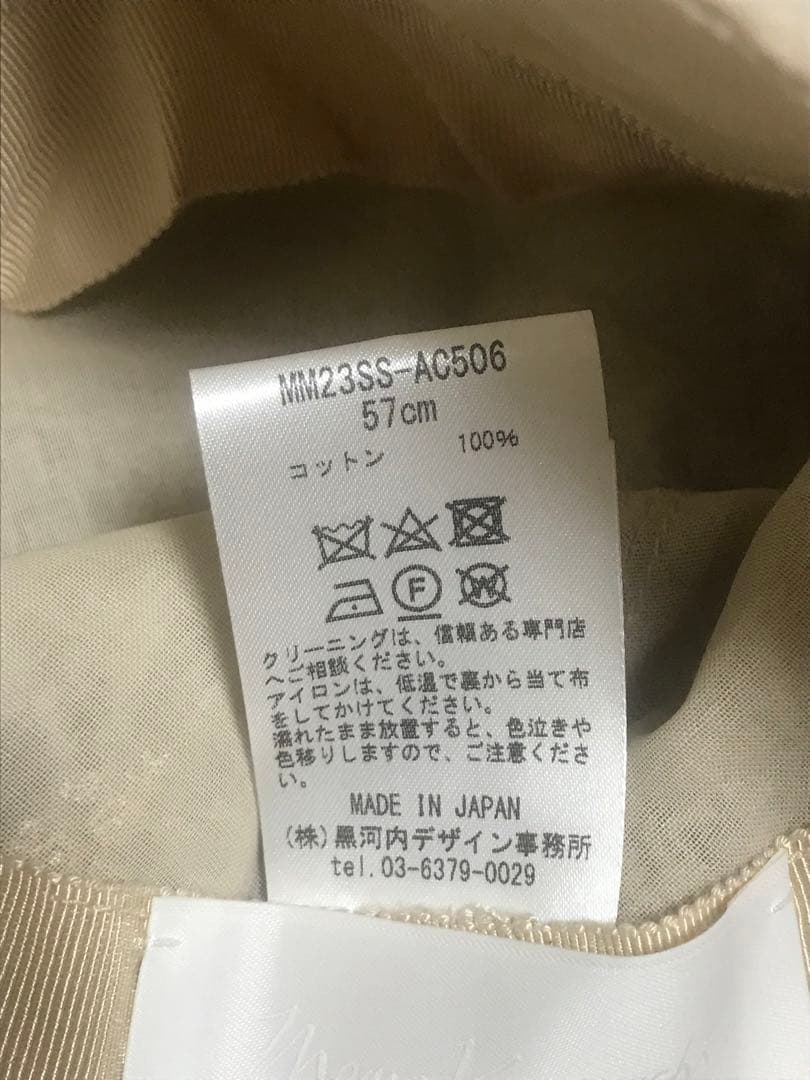 MM23SS-AC506
57cm
コットン 100%
F
W
クリーニングは、信頼ある専門店
へご相談ください。
アイロンは、低温で裏から当て布
をしてかけてください。
濡れたまま放置すると、色泣きや
色移りしますので、ご注意くださ
い。
MADE IN JAPAN
(株)黒河内デザイン事務所
tel.03-6379-0029